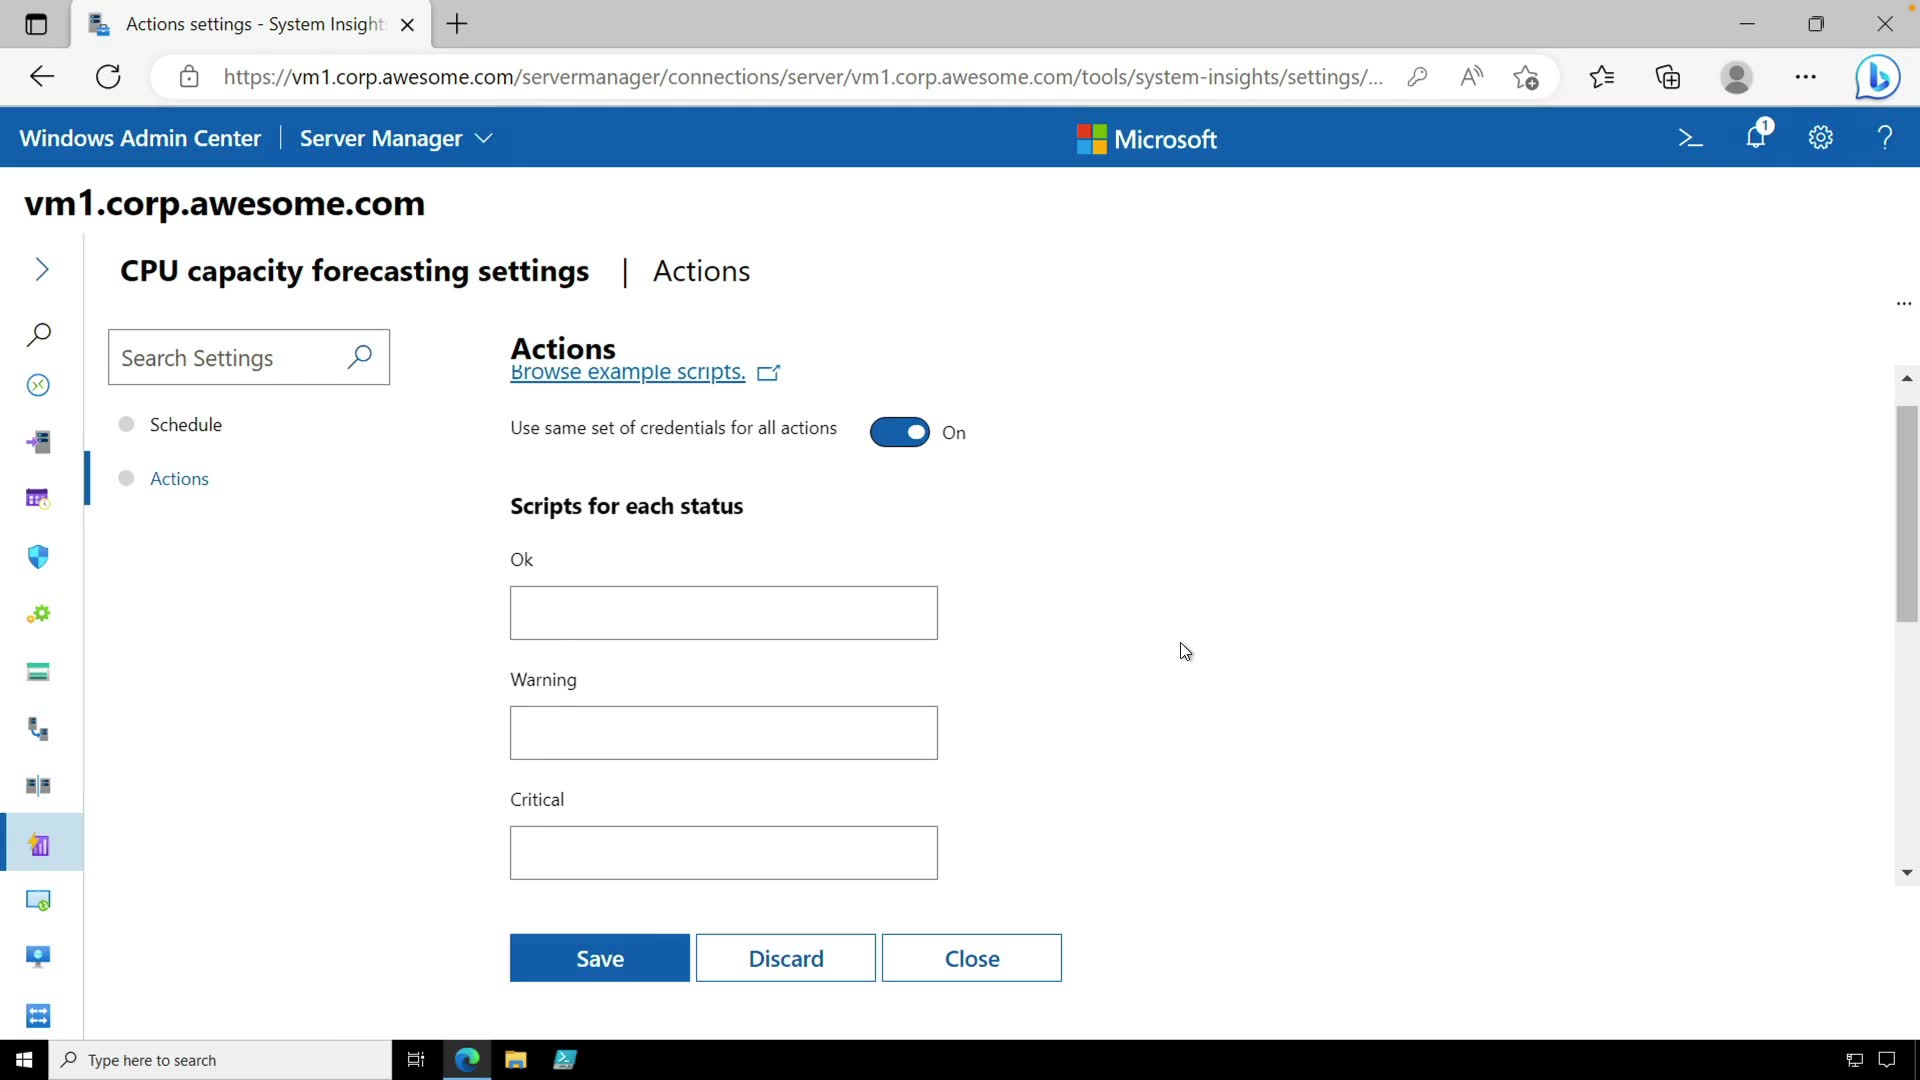 Actions settings - System Insight
https://vm1.corp.awesome.com/servermanager/connections/server/vm1.corp.awesome.com/tools/system-insights/settings/...
Windows Admin Center
Server Manager
Microsoft
1
vm1.corp.awesome.com
CPU capacity forecasting settings | Actions
Search Settings
Schedule
Actions
Actions
Browse example scripts.
Use same set of credentials for all actions
On
Scripts for each status
Ok
Warning
Critical
Save
Discard
Close
Type here to search